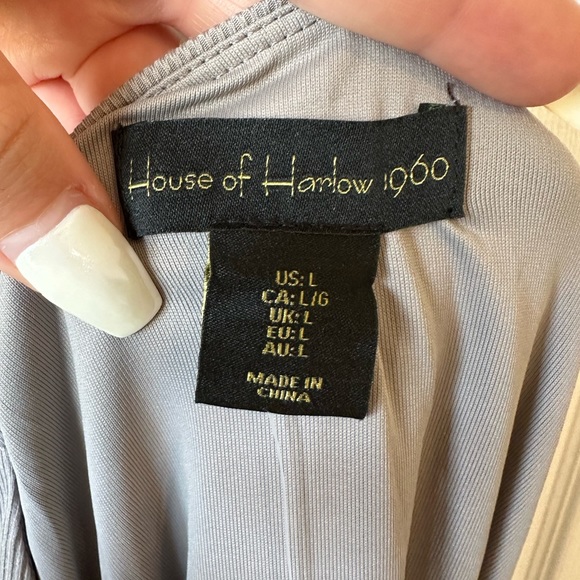 House of Harlow 1960
US: L
CA: L/G
UK: L
EU: L
AU: L
MADE IN
CHINA